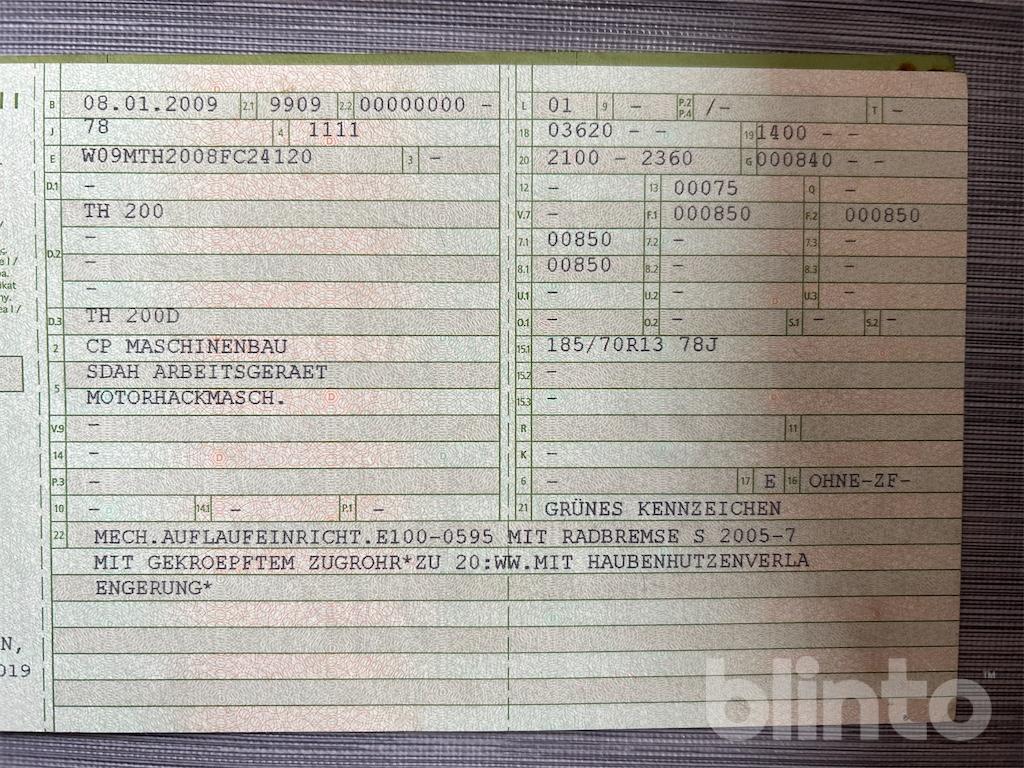 B 08.01.2009 2.1 9909 2.2 00000000 -
J 78 4 1111
E W09MTH2008FC24120 3 -
D.1 -
D.2 TH 200
-
-
-
D.3 TH 200D
2 CP MASCHINENBAU
5 SDAH ARBEITSGERAET
MOTORHACKMASCH.
V.9 -
14 -
P.3 -
10 - 14.1 - P.1 -
L 01 9 - P.2 P.4 /- T -
18 03620 - - 19 1400 - -
20 2100 - 2360 G 000840 - -
12 - 13 00075 Q -
V.7 - F.1 000850 F.2 000850
7.1 00850 7.2 - 7.3 -
8.1 00850 8.2 - 8.3 -
U.1 - U.2 - U.3 -
O.1 - O.2 - S.1 - S.2 -
15.1 185/70R13 78J
15.2 -
15.3 -
R 11
K -
6 - 17 E 16 OHNE-ZF-
21 GRÜNES KENNZEICHEN
22 MECH.AUFLAUFEINRICHT.E100-0595 MIT RADBREMSE S 2005-7
MIT GEKROEPFTEM ZUGROHR*ZU 20:WW.MIT HAUBENHUTZENVERLA
ENGERUNG*
N,
019
blinto™